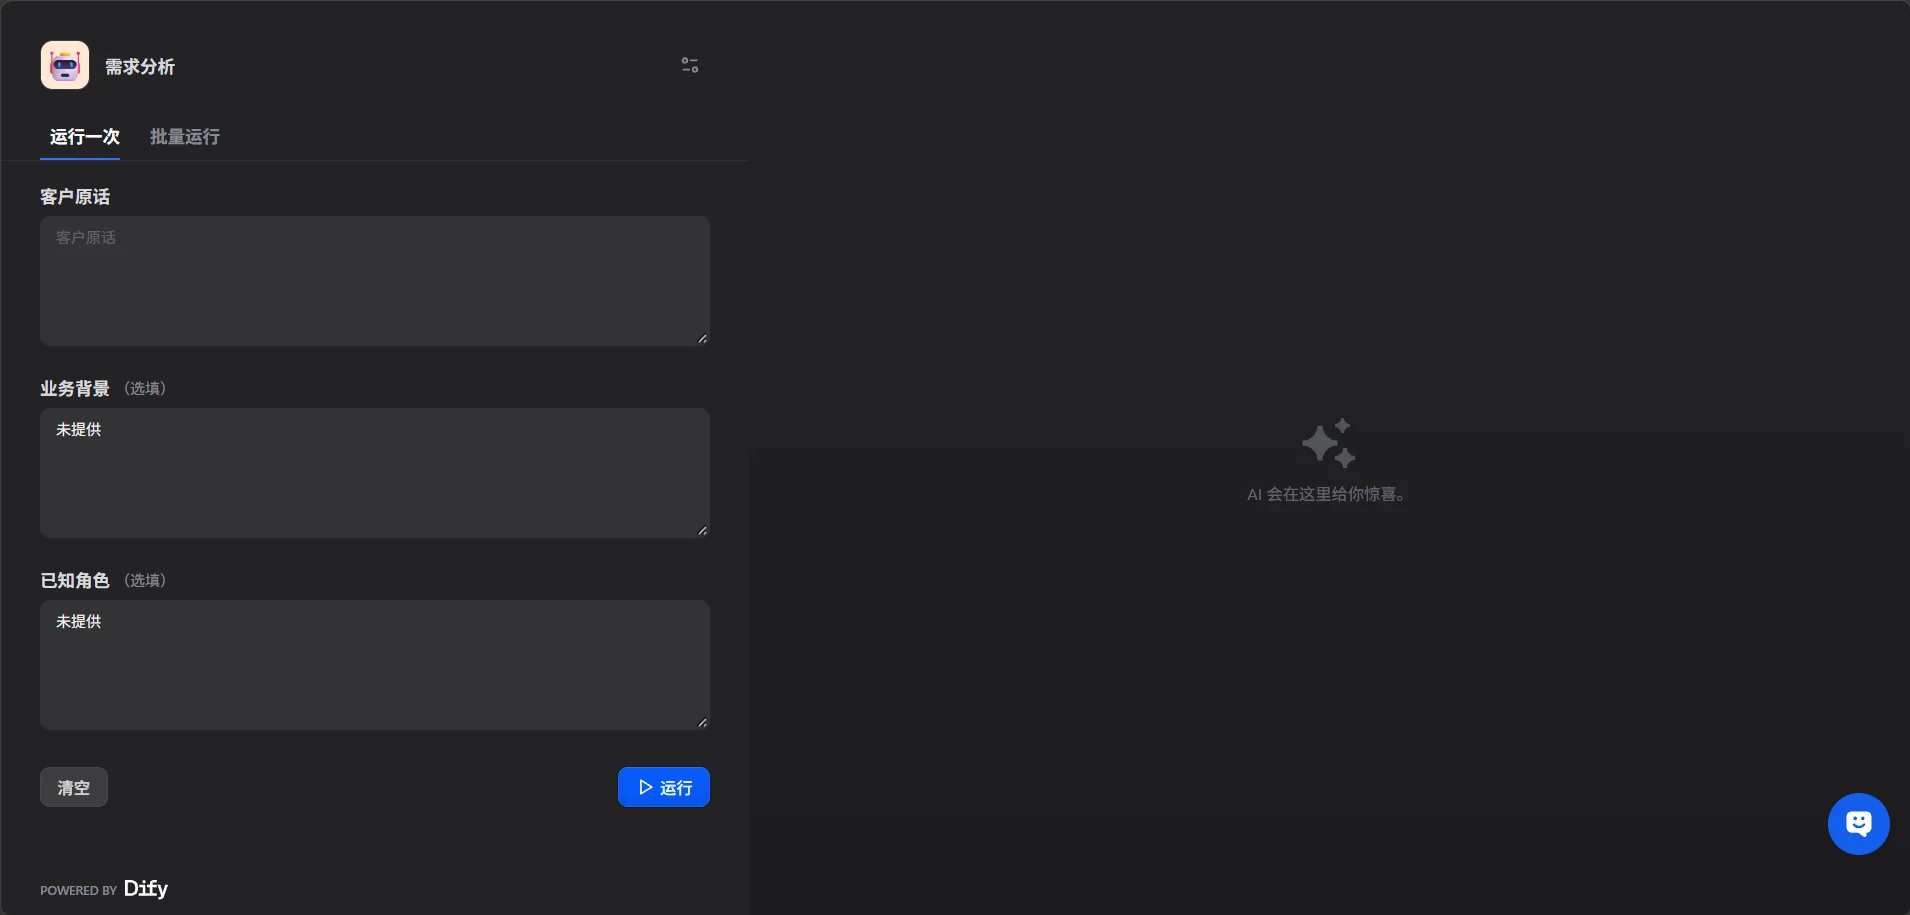 需求分析
运行一次
批量运行
客户原话
客户原话
业务背景 （选填）
未提供
已知角色 （选填）
未提供
清空
运行
POWERED BY Dify
AI 会在这里给你惊喜。